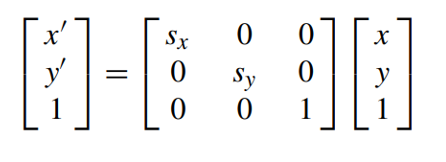 [x′] = [s_x 0 0] [x]
[y′] = [0 s_y 0] [y]
[1] = [0 0 1] [1]